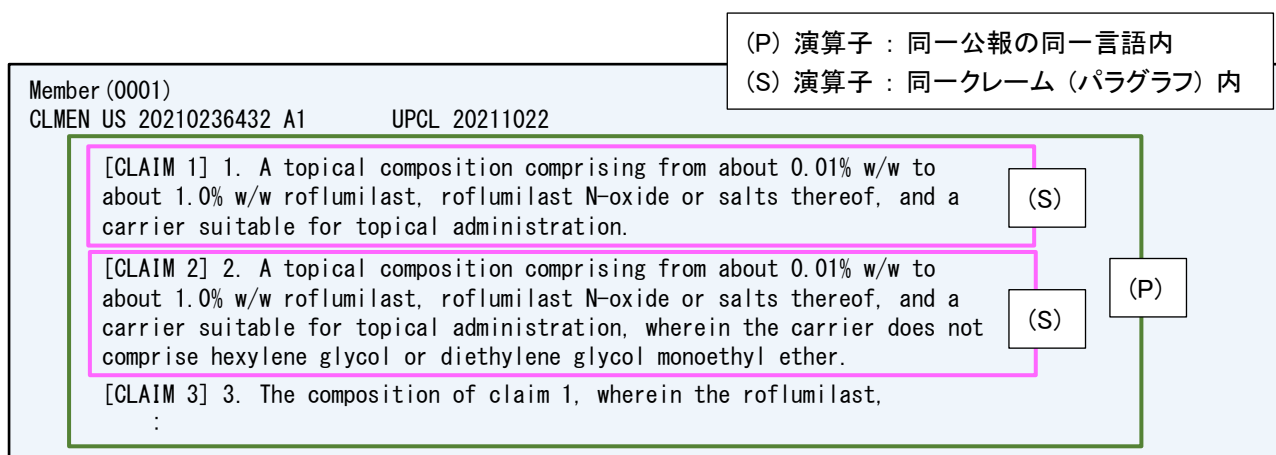 (P) 演算子 : 同一公報の同一言語内
(S) 演算子 : 同一クレーム (パラグラフ) 内
Member(0001)
CLMEN US 20210236432 A1 UPCL 20211022
[CLAIM 1] 1. A topical composition comprising from about 0.01% w/w to
about 1.0% w/w roflumilast, roflumilast N-oxide or salts thereof, and a
carrier suitable for topical administration.
(S)
[CLAIM 2] 2. A topical composition comprising from about 0.01% w/w to
about 1.0% w/w roflumilast, roflumilast N-oxide or salts thereof, and a
carrier suitable for topical administration, wherein the carrier does not
comprise hexylene glycol or diethylene glycol monoethyl ether.
(S)
(P)
[CLAIM 3] 3. The composition of claim 1, wherein the roflumilast,
: